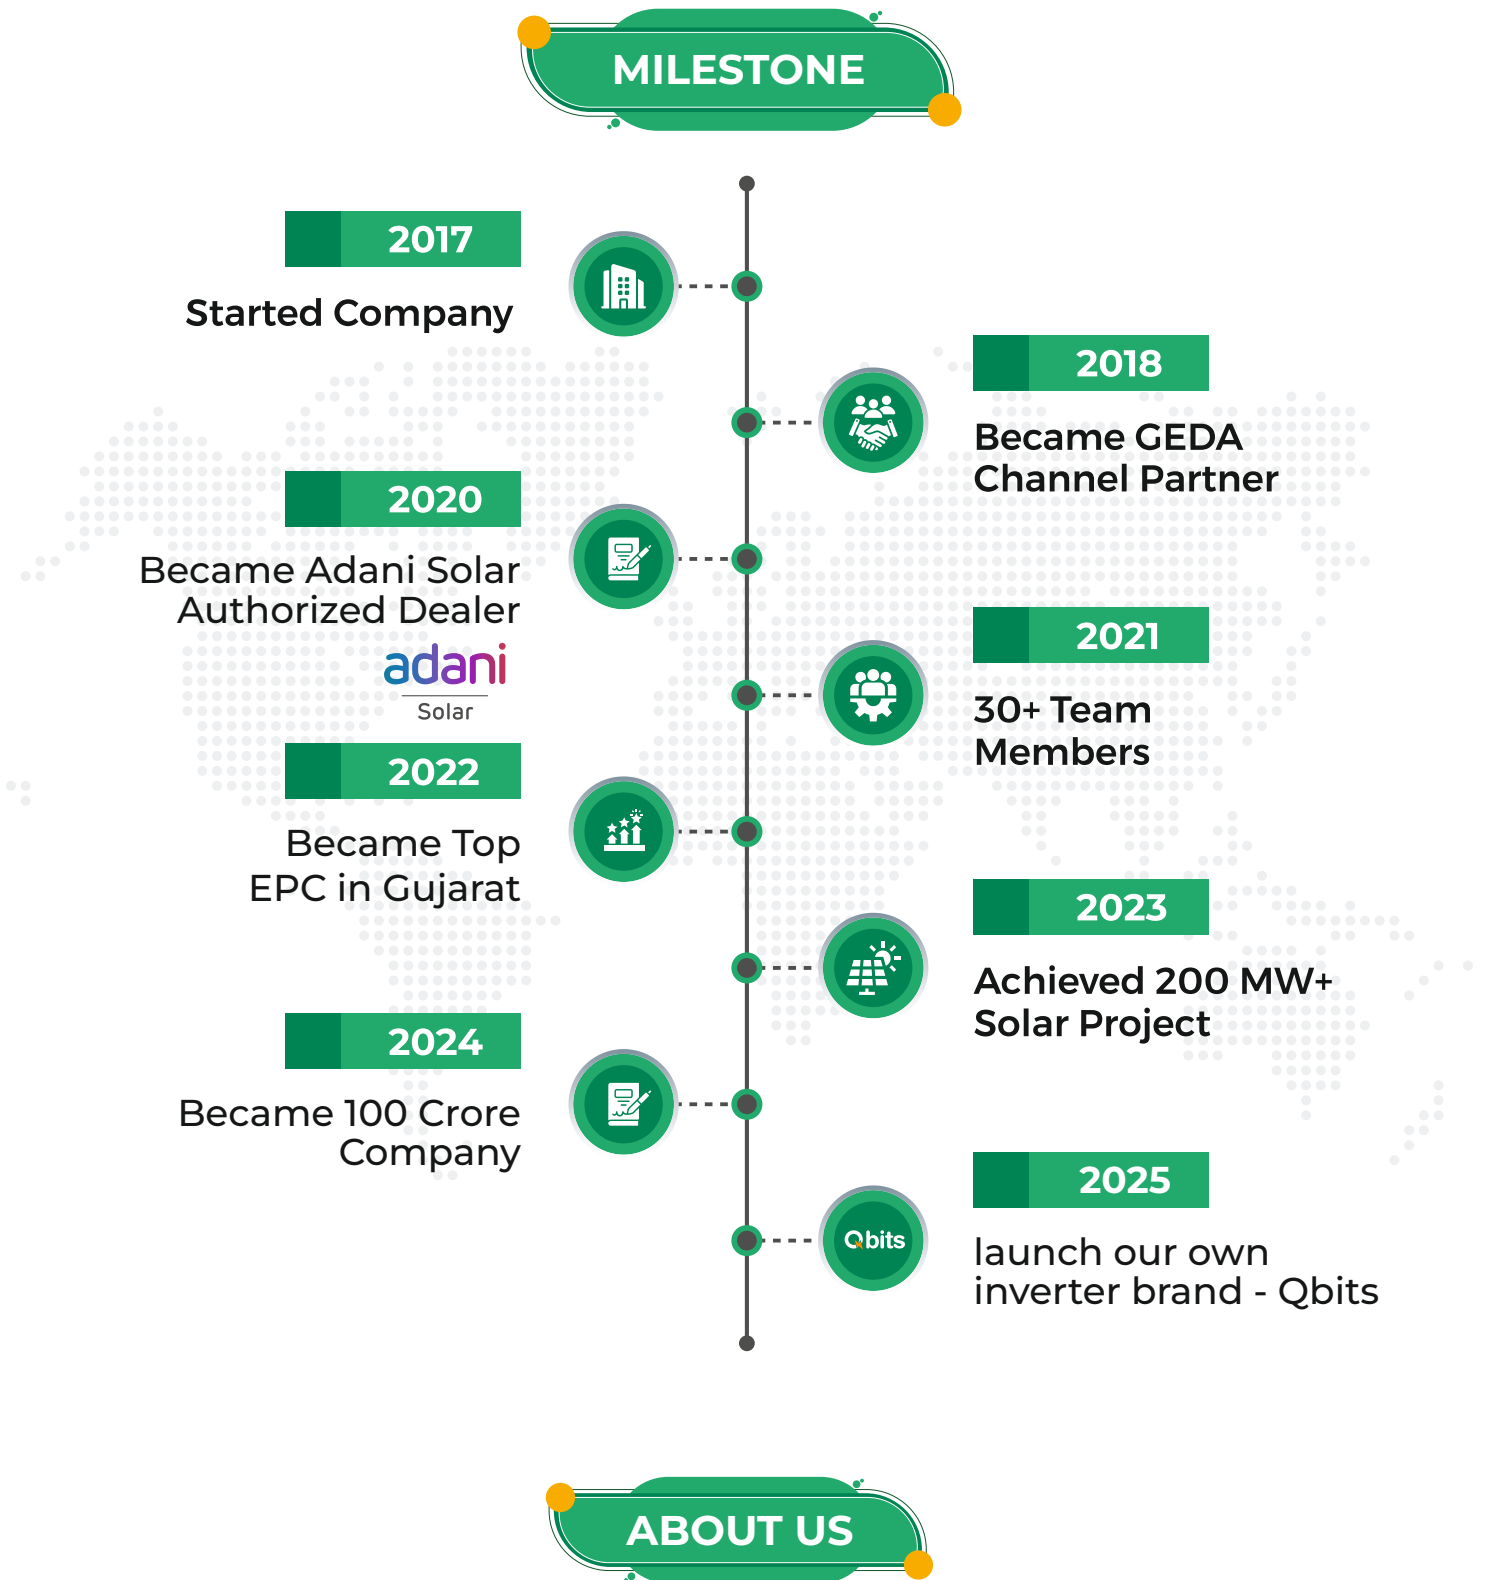 MILESTONE
2017
Started Company
2018
Became GEDA
Channel Partner
2020
Became Adani Solar
Authorized Dealer
adani
Solar
2021
30+ Team
Members
2022
Became Top
EPC in Gujarat
2023
Achieved 200 MW+
Solar Project
2024
Became 100 Crore
Company
2025
Qbits
launch our own
inverter brand - Qbits
ABOUT US